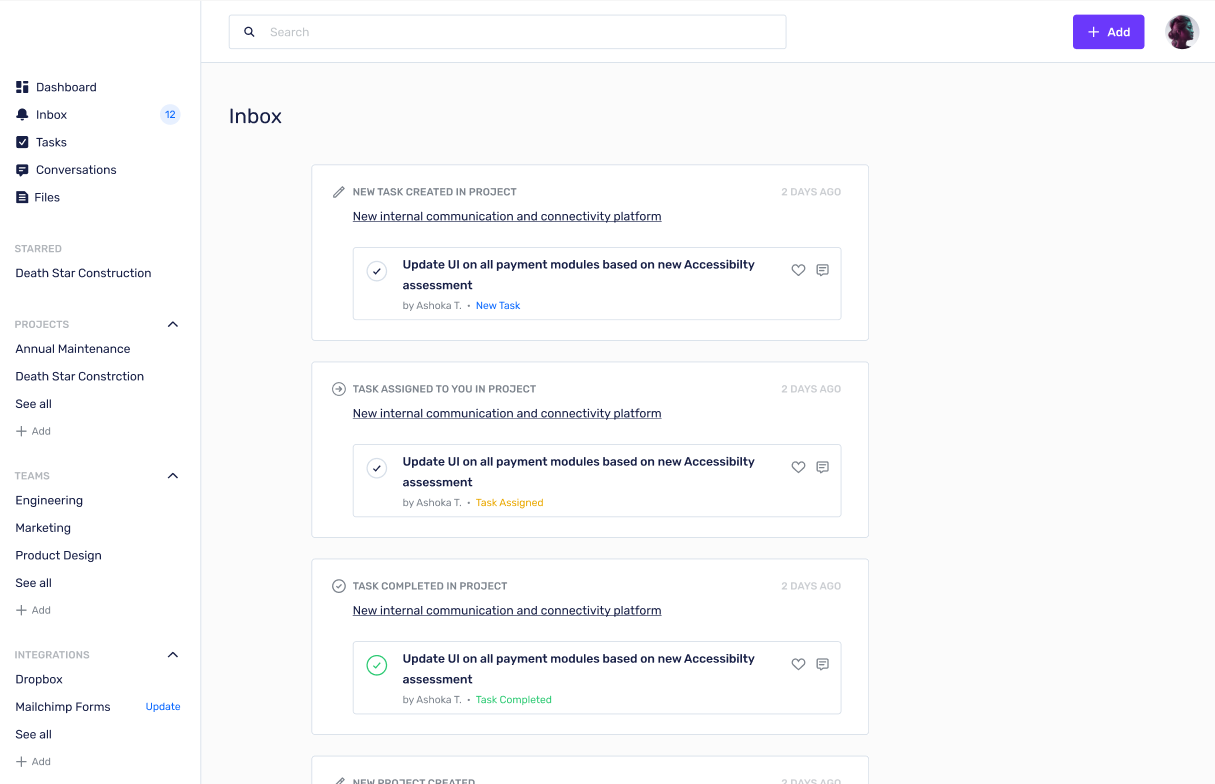 Search
Add
Dashboard
Inbox 12
Tasks
Conversations
Files
STARRED
Death Star Construction
PROJECTS
Annual Maintenance
Death Star Constrction
See all
Add
TEAMS
Engineering
Marketing
Product Design
See all
Add
INTEGRATIONS
Dropbox
Mailchimp Forms Update
See all
Add
Inbox
NEW TASK CREATED IN PROJECT 2 DAYS AGO
New internal communication and connectivity platform
Update UI on all payment modules based on new Accessibilty
assessment
by Ashoka T. • New Task
TASK ASSIGNED TO YOU IN PROJECT 2 DAYS AGO
New internal communication and connectivity platform
Update UI on all payment modules based on new Accessibilty
assessment
by Ashoka T. • Task Assigned
TASK COMPLETED IN PROJECT 2 DAYS AGO
New internal communication and connectivity platform
Update UI on all payment modules based on new Accessibilty
assessment
by Ashoka T. • Task Completed
NEW PROJECT CREATED 2 DAYS AGO